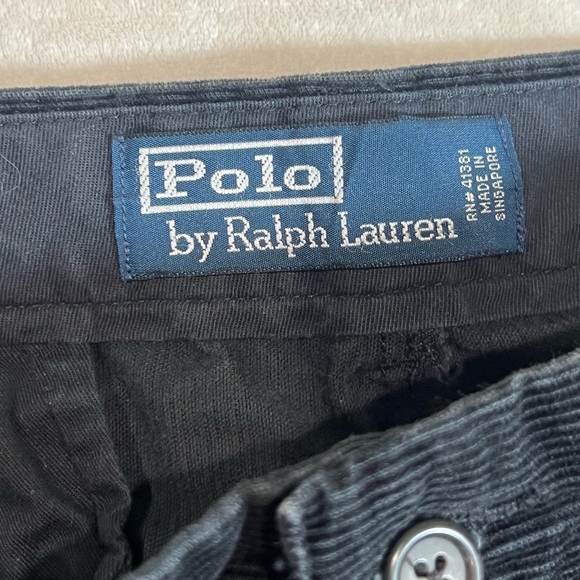 Polo
by Ralph Lauren
RN# 41381
MADE IN
SINGAPORE